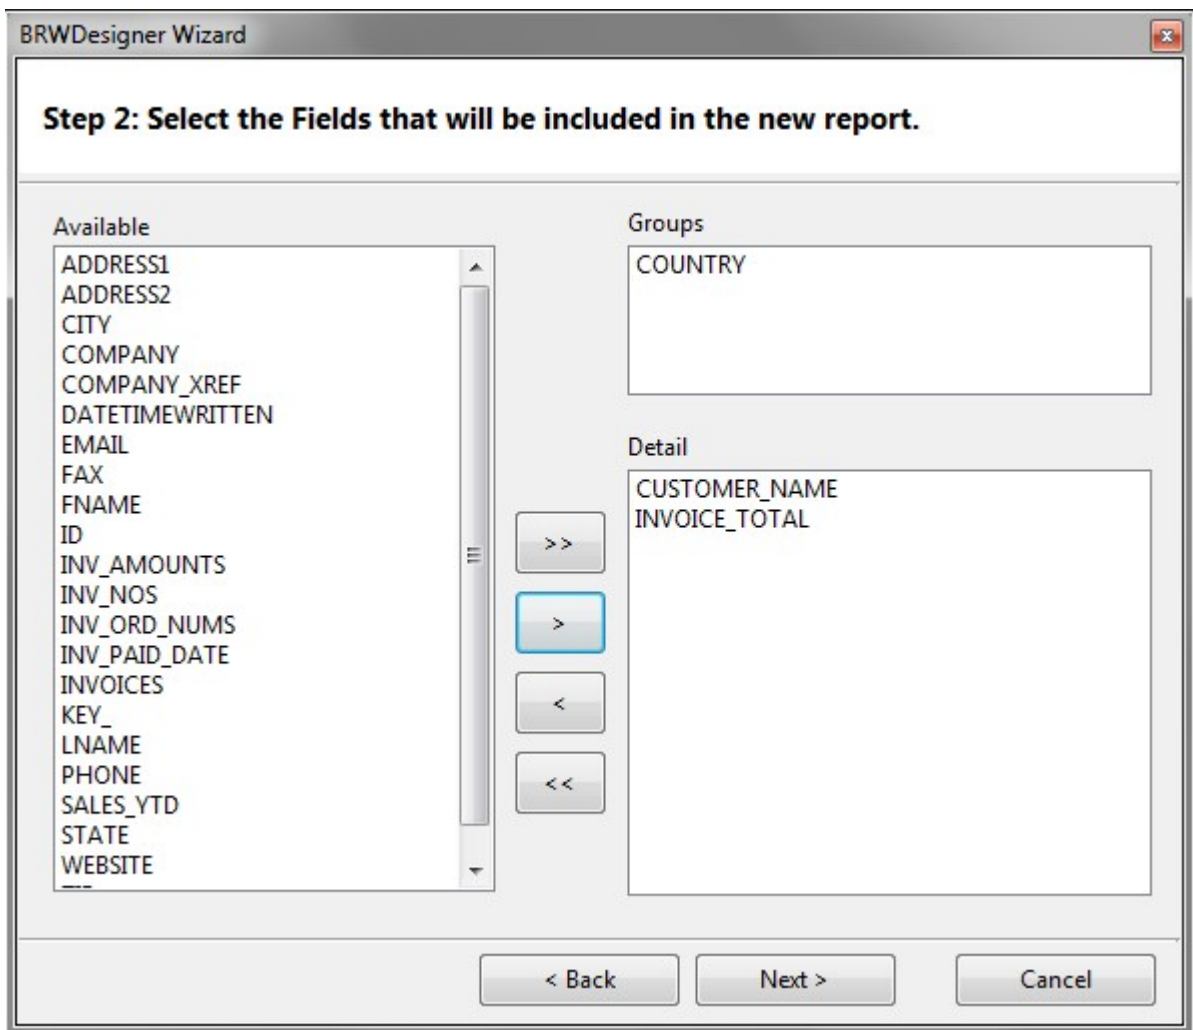 BRWDesigner Wizard
Step 2: Select the Fields that will be included in the new report.
Available
ADDRESS1
ADDRESS2
CITY
COMPANY
COMPANY_XREF
DATETIMEWRITTEN
EMAIL
FAX
FNAME
ID
INV_AMOUNTS
INV_NOS
INV_ORD_NUMS
INV_PAID_DATE
INVOICES
KEY_
LNAME
PHONE
SALES_YTD
STATE
WEBSITE
>>
>
<
<<
Groups
COUNTRY
Detail
CUSTOMER_NAME
INVOICE_TOTAL
< Back
Next >
Cancel